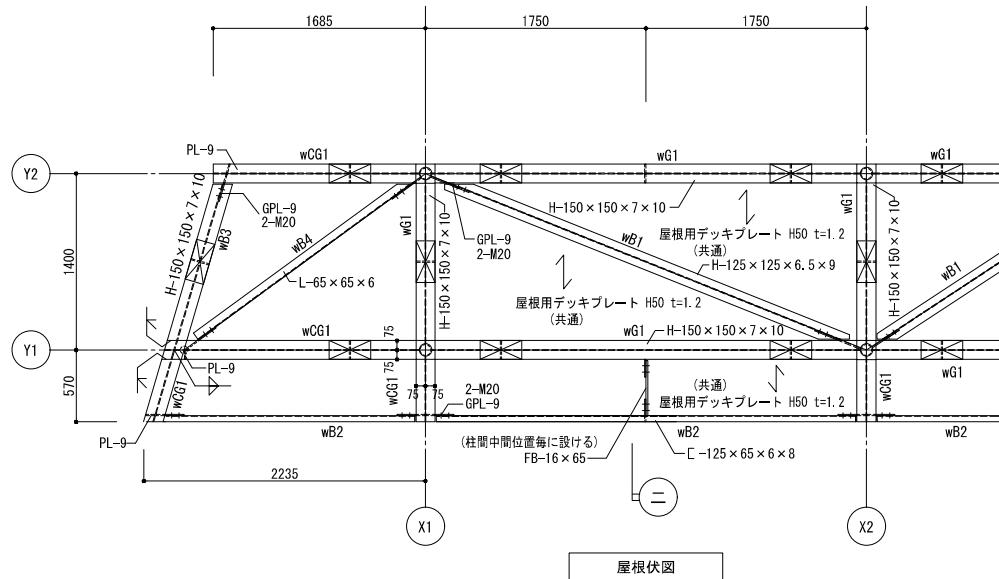 1685
1750
1750
PL-9
wCG1
wG1
wG1
Y2
H-150×150×7×10
GPL-9
2-M20
wB3
H-150×150×7×10
wB4
wG1
H-150×150×7×10
GPL-9
2-M20
wB1
屋根用デッキプレート H50 t=1.2
(共通)
H-125×125×6.5×9
wG1
H-150×150×7×10
wB1
1400
L-65×65×6
屋根用デッキプレート H50 t=1.2
(共通)
wCG1
75
75
wG1
H-150×150×7×10
Y1
wG1
PL-9
wCG1
570
wCG1
75
75
2-M20
GPL-9
(共通)
屋根用デッキプレート H50 t=1.2
wCG1
PL-9
wB2
(柱間中間位置毎に設ける)
FB-16×65
wB2
[-125×65×6×8
wB2
2235
二
X1
X2
屋根伏図